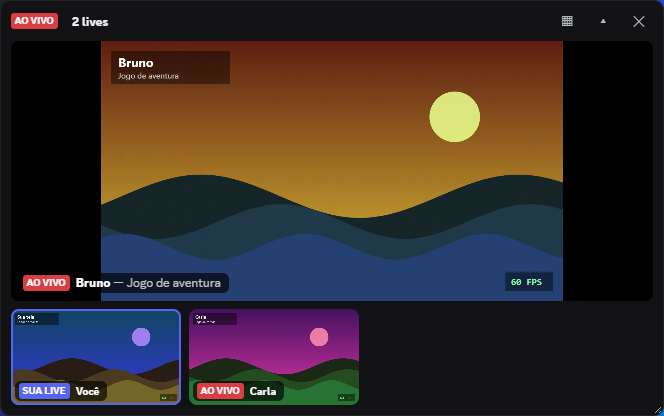 AO VIVO 2 lives
Bruno
Jogo de aventura
60 FPS
AO VIVO Bruno — Jogo de aventura
Carla
SUA LIVE Você
AO VIVO Carla